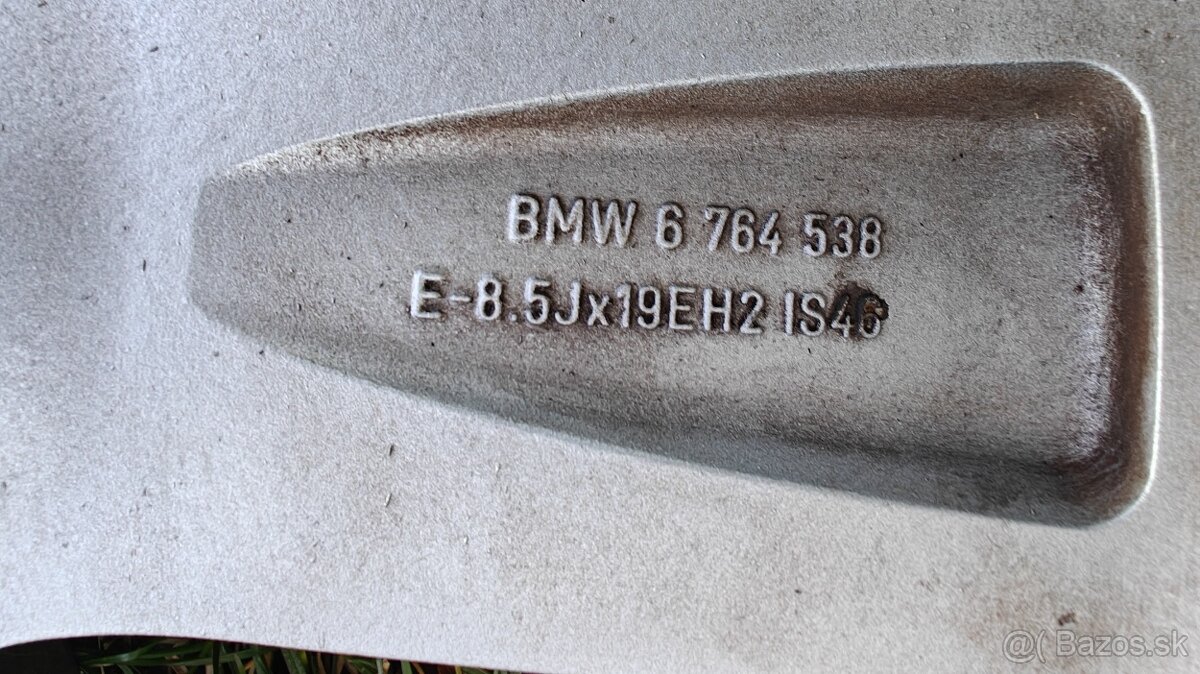 BMW 6 764 538
E-8.5Jx19EH2 IS46
@( Bazos.sk